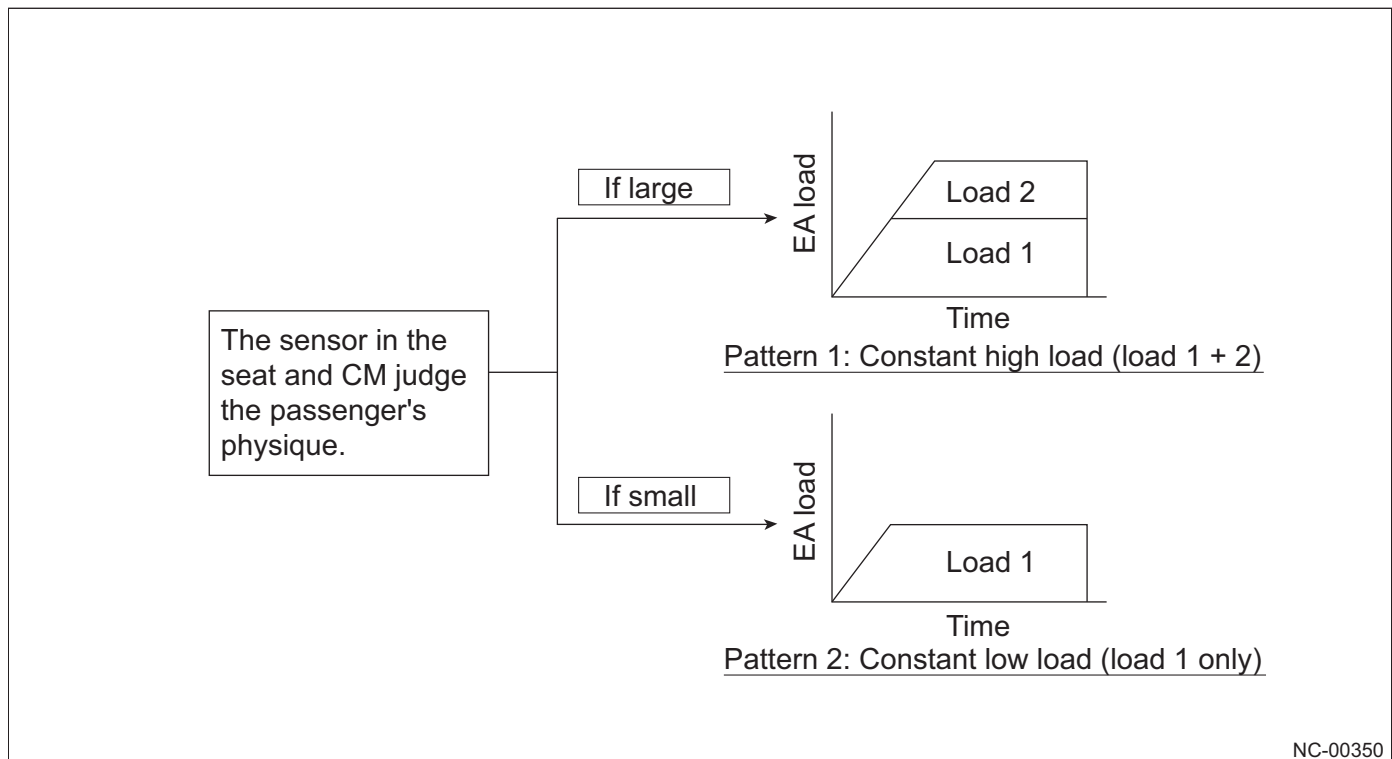 The sensor in the
seat and CM judge
the passenger's
physique.
If large
EA load
Load 2
Load 1
Time
Pattern 1: Constant high load (load 1 + 2)
If small
EA load
Load 1
Time
Pattern 2: Constant low load (load 1 only)
NC-00350